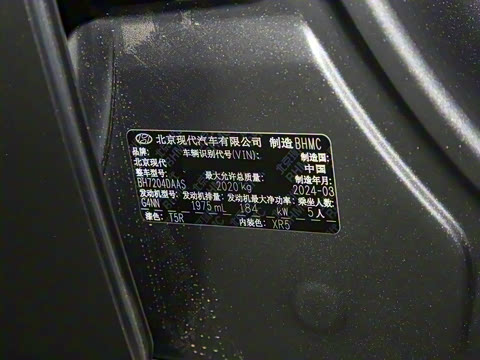 北京现代汽车有限公司 制造 BHMC
品牌: 车辆识别代号(VIN): 制造国:
北京现代 中国
整车型号: 最大允许总质量: 制造年月:
BH7204DAAS 2020 kg 2024-03
发动机型号: 发动机排量: 发动机最大净功率: 乘坐人数:
G4NN 1975 mL 184 kW 5人
漆色: T5R 内装色: XR5